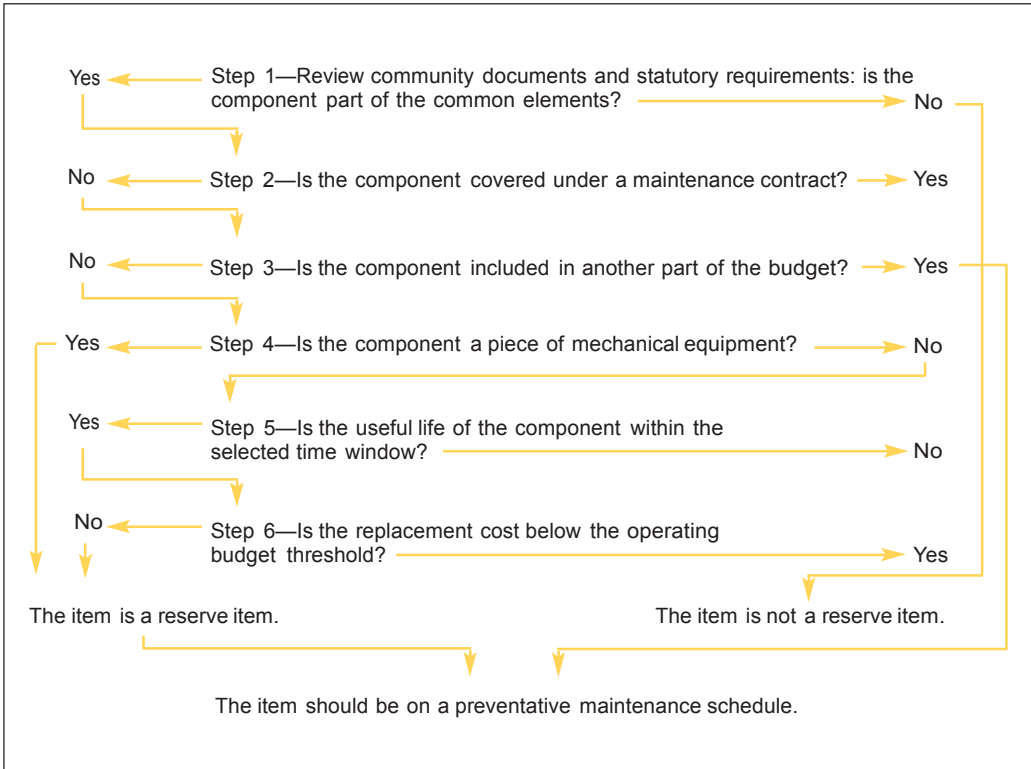 Yes
Step 1—Review community documents and statutory requirements: is the
component part of the common elements?
No
No
Step 2—Is the component covered under a maintenance contract?
Yes
No
Step 3—Is the component included in another part of the budget?
Yes
Yes
Step 4—Is the component a piece of mechanical equipment?
No
Yes
Step 5—Is the useful life of the component within the
selected time window?
No
No
Step 6—Is the replacement cost below the operating
budget threshold?
Yes
The item is a reserve item.
The item is not a reserve item.
The item should be on a preventative maintenance schedule.